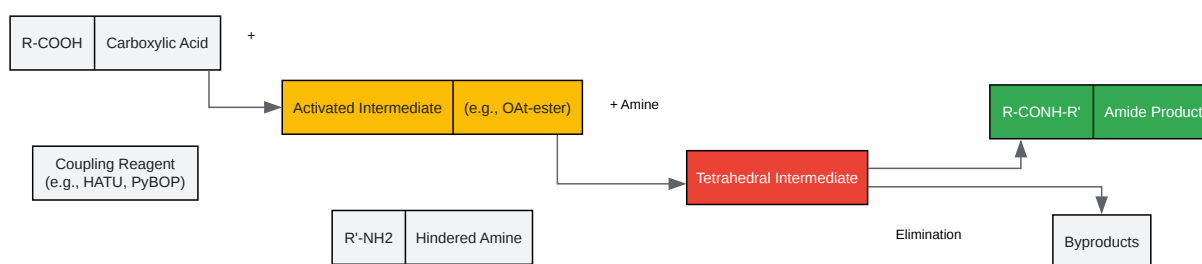 R-COOH
Carboxylic Acid
+
Coupling Reagent
(e.g., HATU, PyBOP)
Activated Intermediate
(e.g., OAt-ester)
+ Amine
R'-NH2
Hindered Amine
Tetrahedral Intermediate
R-CONH-R'
Amide Product
Elimination
Byproducts